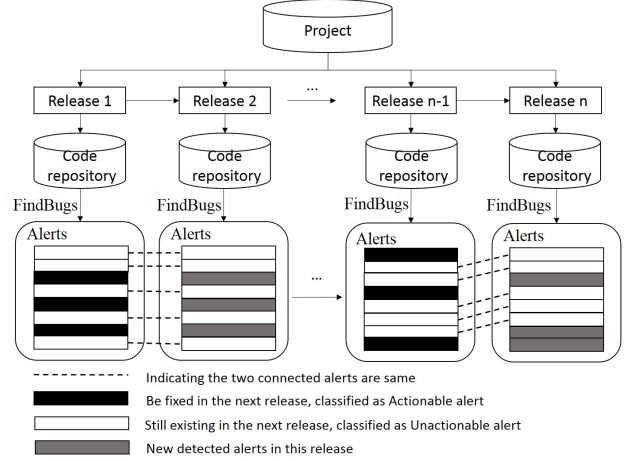 Project
Release 1
Release 2
...
Release n-1
Release n
Code
repository
Code
repository
Code
repository
Code
repository
FindBugs
FindBugs
FindBugs
FindBugs
Alerts
Alerts
...
Alerts
Alerts
Indicating the two connected alerts are same
Be fixed in the next release, classified as Actionable alert
Still existing in the next release, classified as Unactionable alert
New detected alerts in this release